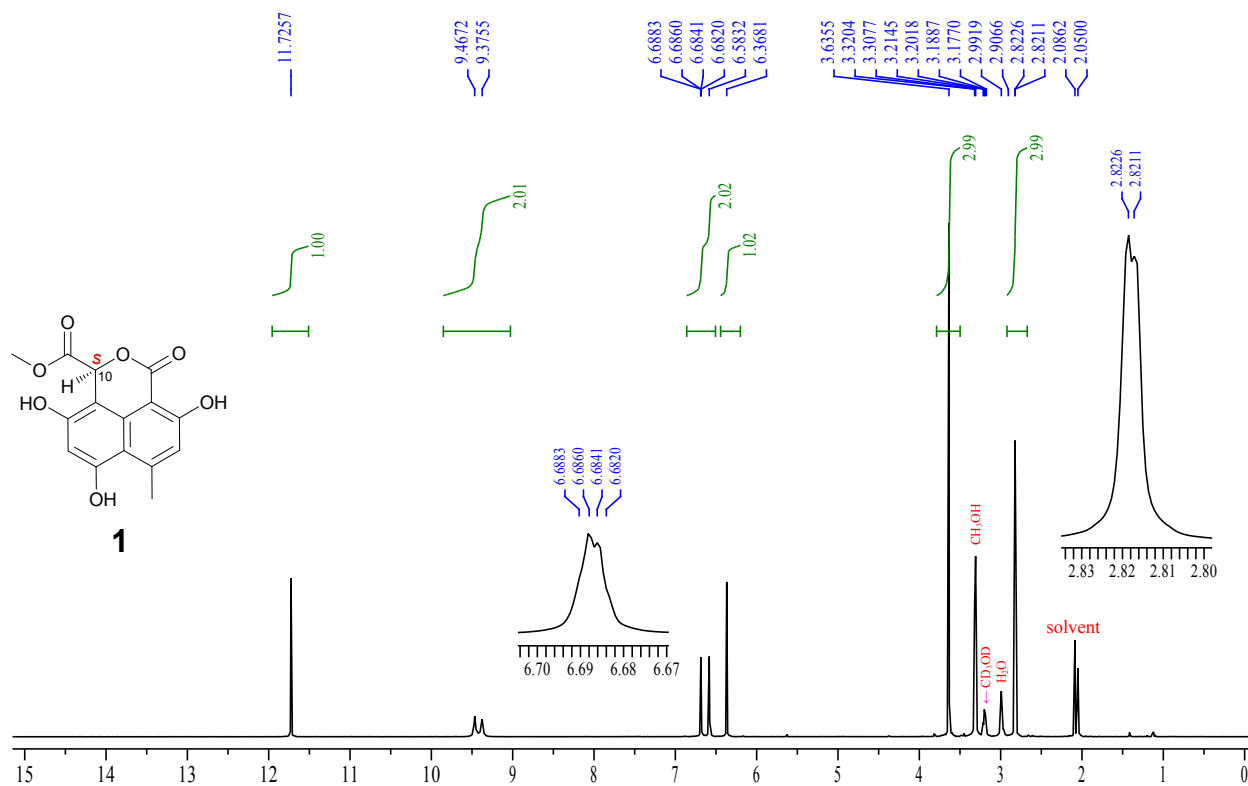 11.7257
9.4672
9.3755
6.6883
6.6860
6.6841
6.6820
6.5832
6.3681
3.6355
3.3204
3.3077
3.2145
3.2018
3.1887
3.1770
2.9919
2.9066
2.8226
2.8211
2.0862
2.0500
1.00
2.01
2.02
1.02
2.99
2.99
2.8226
2.8211
O
S
O
O
O
H
10
HO
OH
OH
1
6.6883
6.6860
6.6841
6.6820
6.70 6.69 6.68 6.67
CH3OH
CD3OD
H2O
solvent
2.83 2.82 2.81 2.80
15 14 13 12 11 10 9 8 7 6 5 4 3 2 1 0